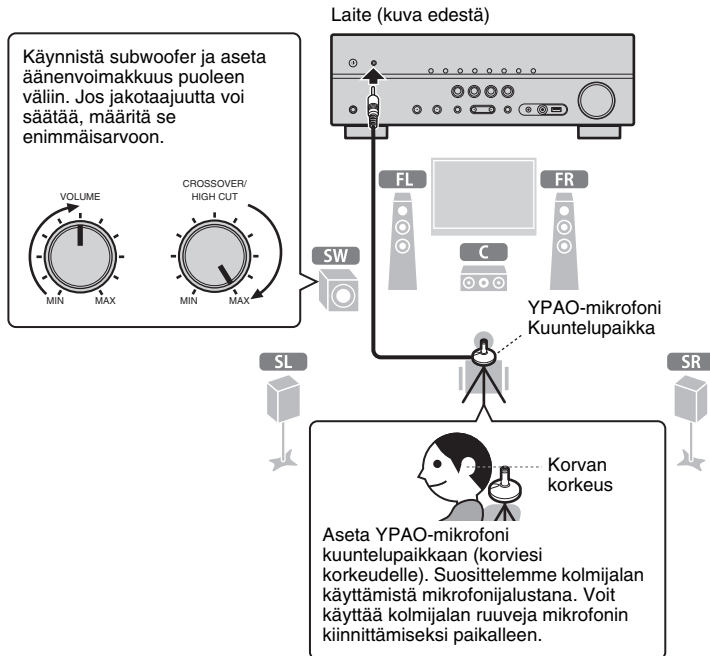 Laite (kuva edestä)
Käynnistä subwoofer ja aseta
äänenvoimakkuus puoleen
väliin. Jos jakotaajuutta voi
säätää, määritä se
enimmäisarvoon.
VOLUME
MIN
MAX
CROSSOVER/
HIGH CUT
MIN
MAX
FL
FR
SW
C
YPAO-mikrofoni
Kuuntelupaikka
SL
SR
Korvan
korkeus
Aseta YPAO-mikrofoni
kuuntelupaikkaan (korviesi
korkeudelle). Suosittelemme kolmijalan
käyttämistä mikrofonijalustana. Voit
käyttää kolmijalan ruuveja mikrofonin
kiinnittämiseksi paikalleen.